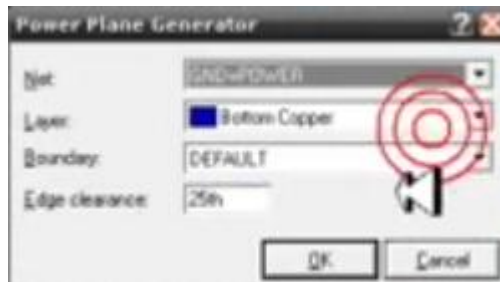 Power Plane Generator
Net: GND=POWER
Layer: Bottom Copper
Boundary: DEFAULT
Edge clearance: 25th
OK Cancel